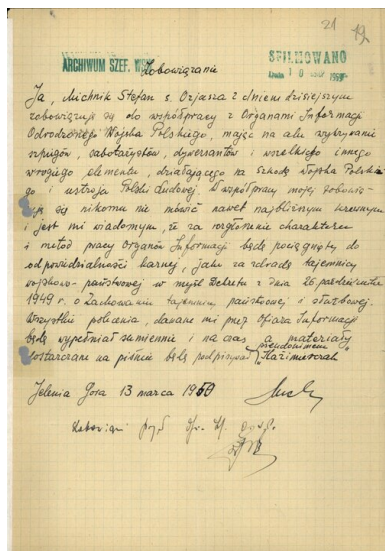 21
19
ARCHIWUM SZEF. WSW
SFILMOWANO
Zobowiązanie
Ja, Michnik Stefan s. Ozjasza z dniem dzisiejszym
zobowiązuję się do współpracy z Organami Informacji
Odrodzonego Wojska Polskiego, mając na celu wykrywanie
szpiegów, sabotażystów, dywersantów i wszelkiego innego
wrogiego elementu, działającego na szkodę Wojska Polskie
go i ustroju Polski Ludowej. W współpracy mojej zobowią-
zuję się nikomu nie mówić nawet najbliższym krewnym
i jest mi wiadomym, że za rozgłoszenie charakteru
i metod pracy Organów Informacji będę pociągnięty do
odpowiedzialności karnej, jako za zdradę tajemnicy
wojskowo-państwowej w myśl dekretu z dnia 26 października
1949 r. o zachowaniu tajemnicy państwowej i służbowej.
Wszystkie polecenia, dawane mi przez Oficera Informacji
będę wypełniał sumiennie i na czas a materiały
dostarczane na piśmie będę podpisywał pseudonimem „Kazimierczak"
Jelenia Góra 13 marca 1950